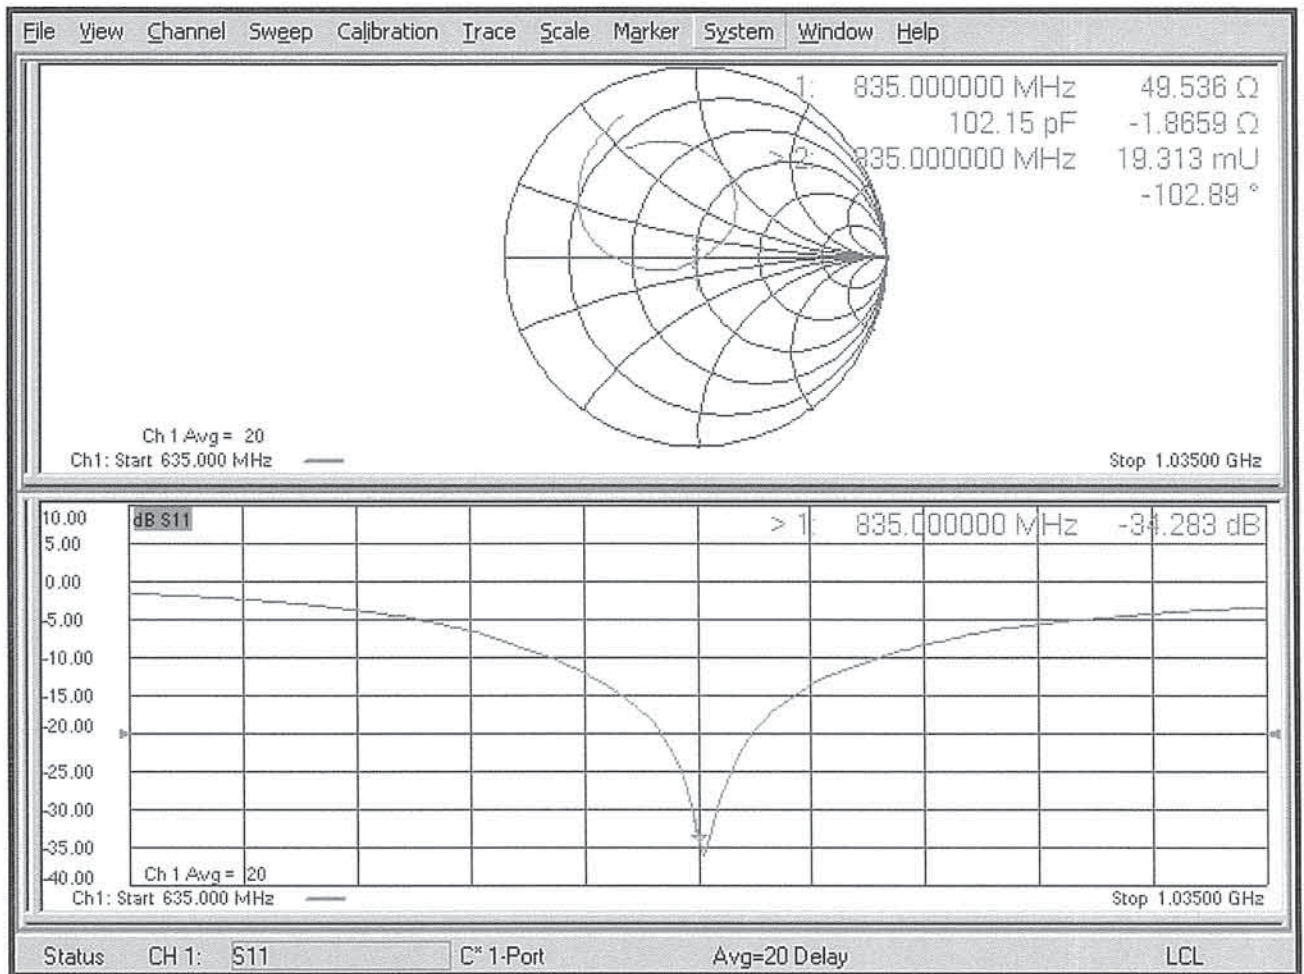 File View Channel Sweep Calibration Trace Scale Marker System Window Help
1: 835.000000 MHz 49.536 Ω
102.15 pF -1.8659 Ω
> 2: 835.000000 MHz 19.313 mU
-102.89 °
Ch 1 Avg = 20
Ch1: Start 635.000 MHz
Stop 1.03500 GHz
10.00
dB S11
> 1: 835.000000 MHz -34.283 dB
5.00
0.00
-5.00
-10.00
-15.00
-20.00
-25.00
-30.00
-35.00
-40.00
Ch 1 Avg = 20
Ch1: Start 635.000 MHz
Stop 1.03500 GHz
Status CH 1: S11 C* 1-Port Avg=20 Delay LCL